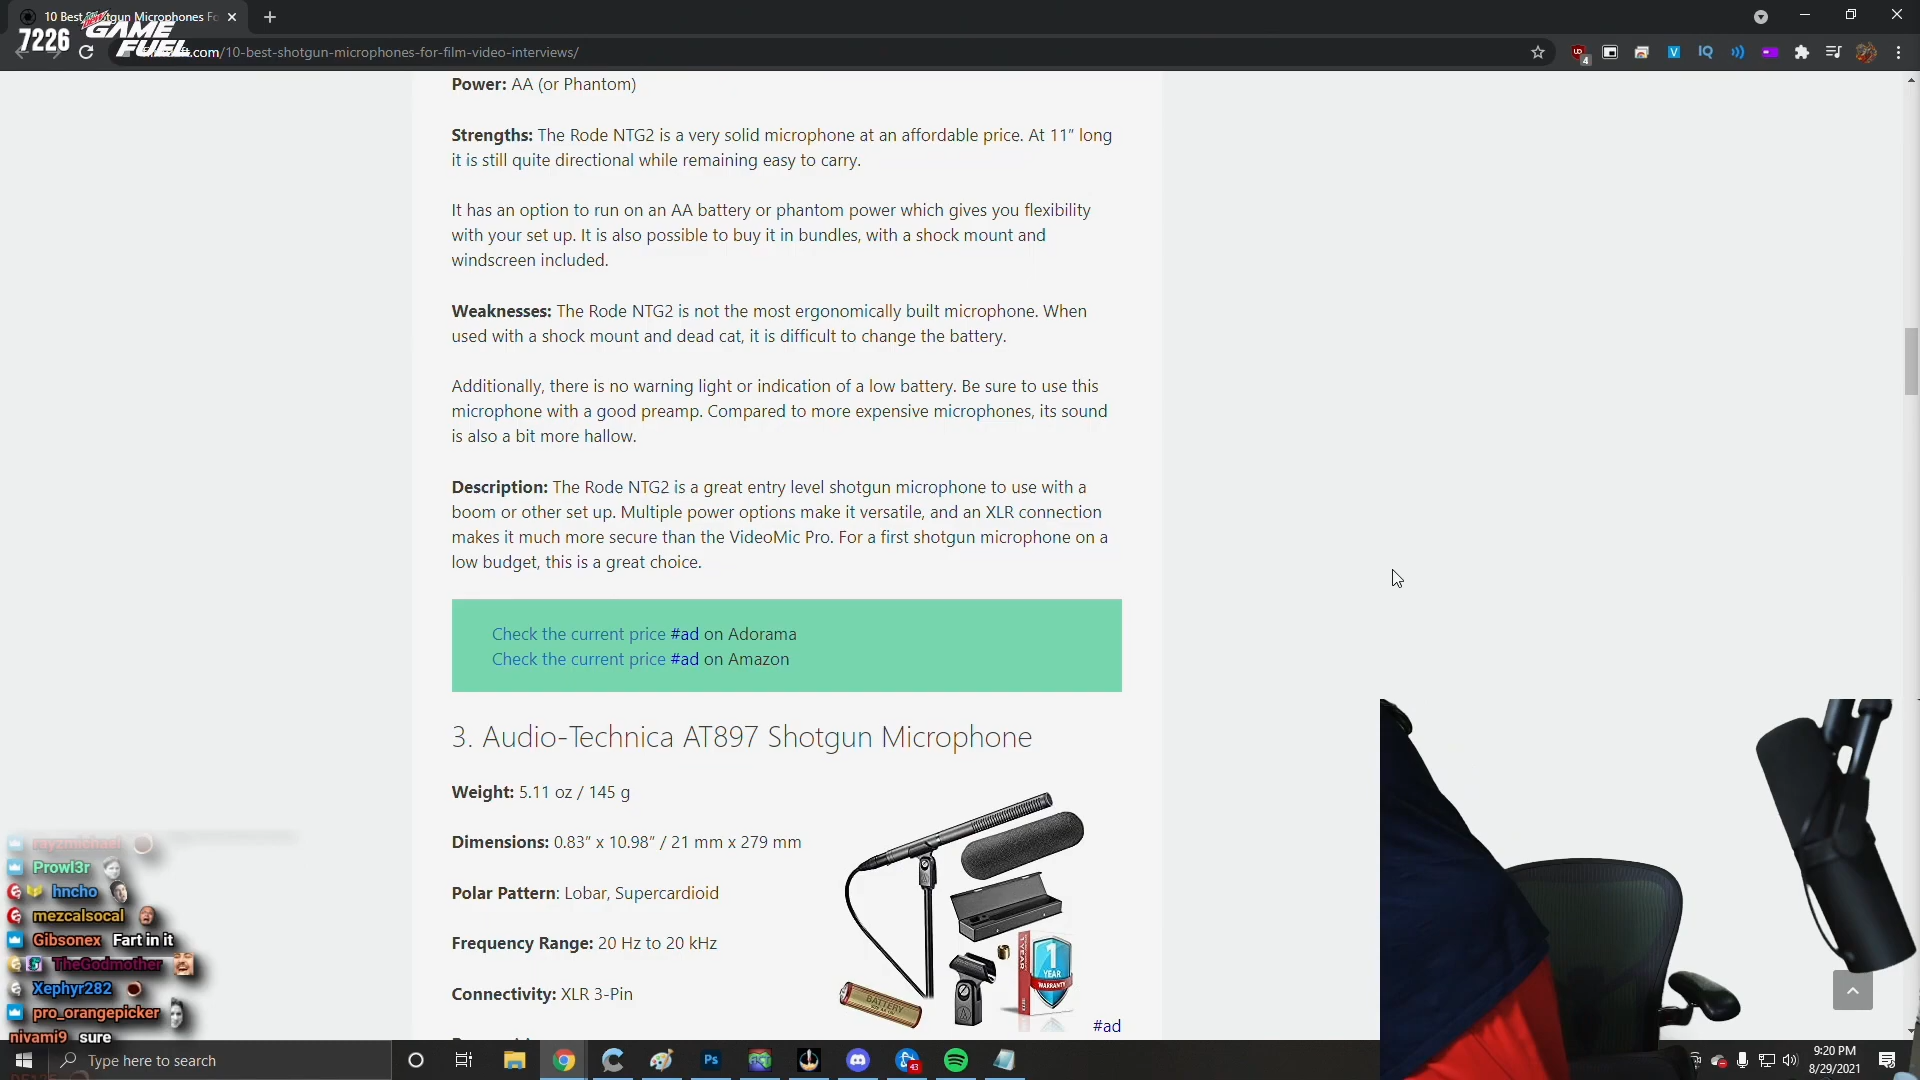 10 Best Shotgun Microphones Fo
7226
GAME
FUEL
.com/10-best-shotgun-microphones-for-film-video-interviews/
4
Power: AA (or Phantom)
Strengths: The Rode NTG2 is a very solid microphone at an affordable price. At 11” long
it is still quite directional while remaining easy to carry.
It has an option to run on an AA battery or phantom power which gives you flexibility
with your set up. It is also possible to buy it in bundles, with a shock mount and
windscreen included.
Weaknesses: The Rode NTG2 is not the most ergonomically built microphone. When
used with a shock mount and dead cat, it is difficult to change the battery.
Additionally, there is no warning light or indication of a low battery. Be sure to use this
microphone with a good preamp. Compared to more expensive microphones, its sound
is also a bit more hallow.
Description: The Rode NTG2 is a great entry level shotgun microphone to use with a
boom or other set up. Multiple power options make it versatile, and an XLR connection
makes it much more secure than the VideoMic Pro. For a first shotgun microphone on a
low budget, this is a great choice.
Check the current price #ad on Adorama
Check the current price #ad on Amazon
3. Audio-Technica AT897 Shotgun Microphone
Weight: 5.11 oz / 145 g
Dimensions: 0.83” x 10.98” / 21 mm x 279 mm
Polar Pattern: Lobar, Supercardioid
Frequency Range: 20 Hz to 20 kHz
Connectivity: XLR 3-Pin
BATTERY
1 YEAR
1
YEAR
WARRANTY
#ad
rayzmichael
Prowl3r
hncho
mezcalsocal
Gibsonex Fart in it
TheGodmother
Xephyr282
pro_orangepicker
nivami9 sure
Type here to search
Ps
43
9:20 PM
8/29/2021